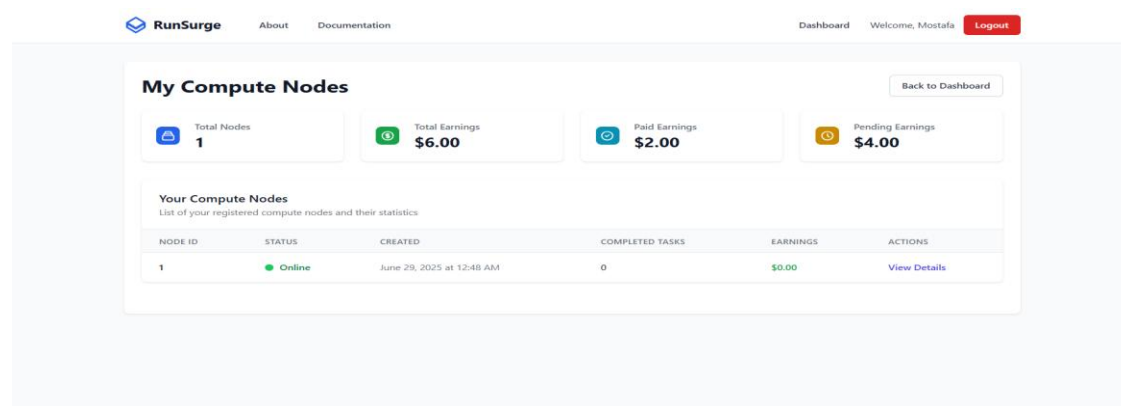 RunSurge About Documentation Dashboard Welcome, Mostafa Logout
My Compute Nodes Back to Dashboard
Total Nodes Total Earnings Paid Earnings Pending Earnings
1 $6.00 $2.00 $4.00
Your Compute Nodes
List of your registered compute nodes and their statistics
NODE ID STATUS CREATED COMPLETED TASKS EARNINGS ACTIONS
1 Online June 29, 2025 at 12:48 AM 0 $0.00 View Details